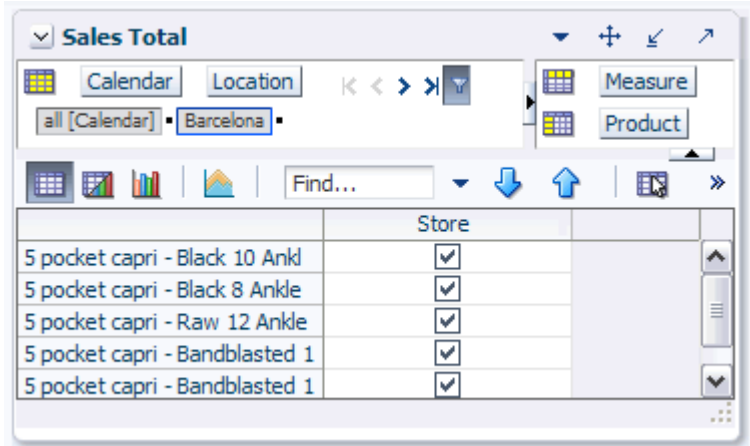 Sales Total
Calendar Location
Measure
all [Calendar] Barcelona
Product
Find...
Store
5 pocket capri - Black 10 Ankl
5 pocket capri - Black 8 Ankle
5 pocket capri - Raw 12 Ankle
5 pocket capri - Bandblasted 1
5 pocket capri - Bandblasted 1